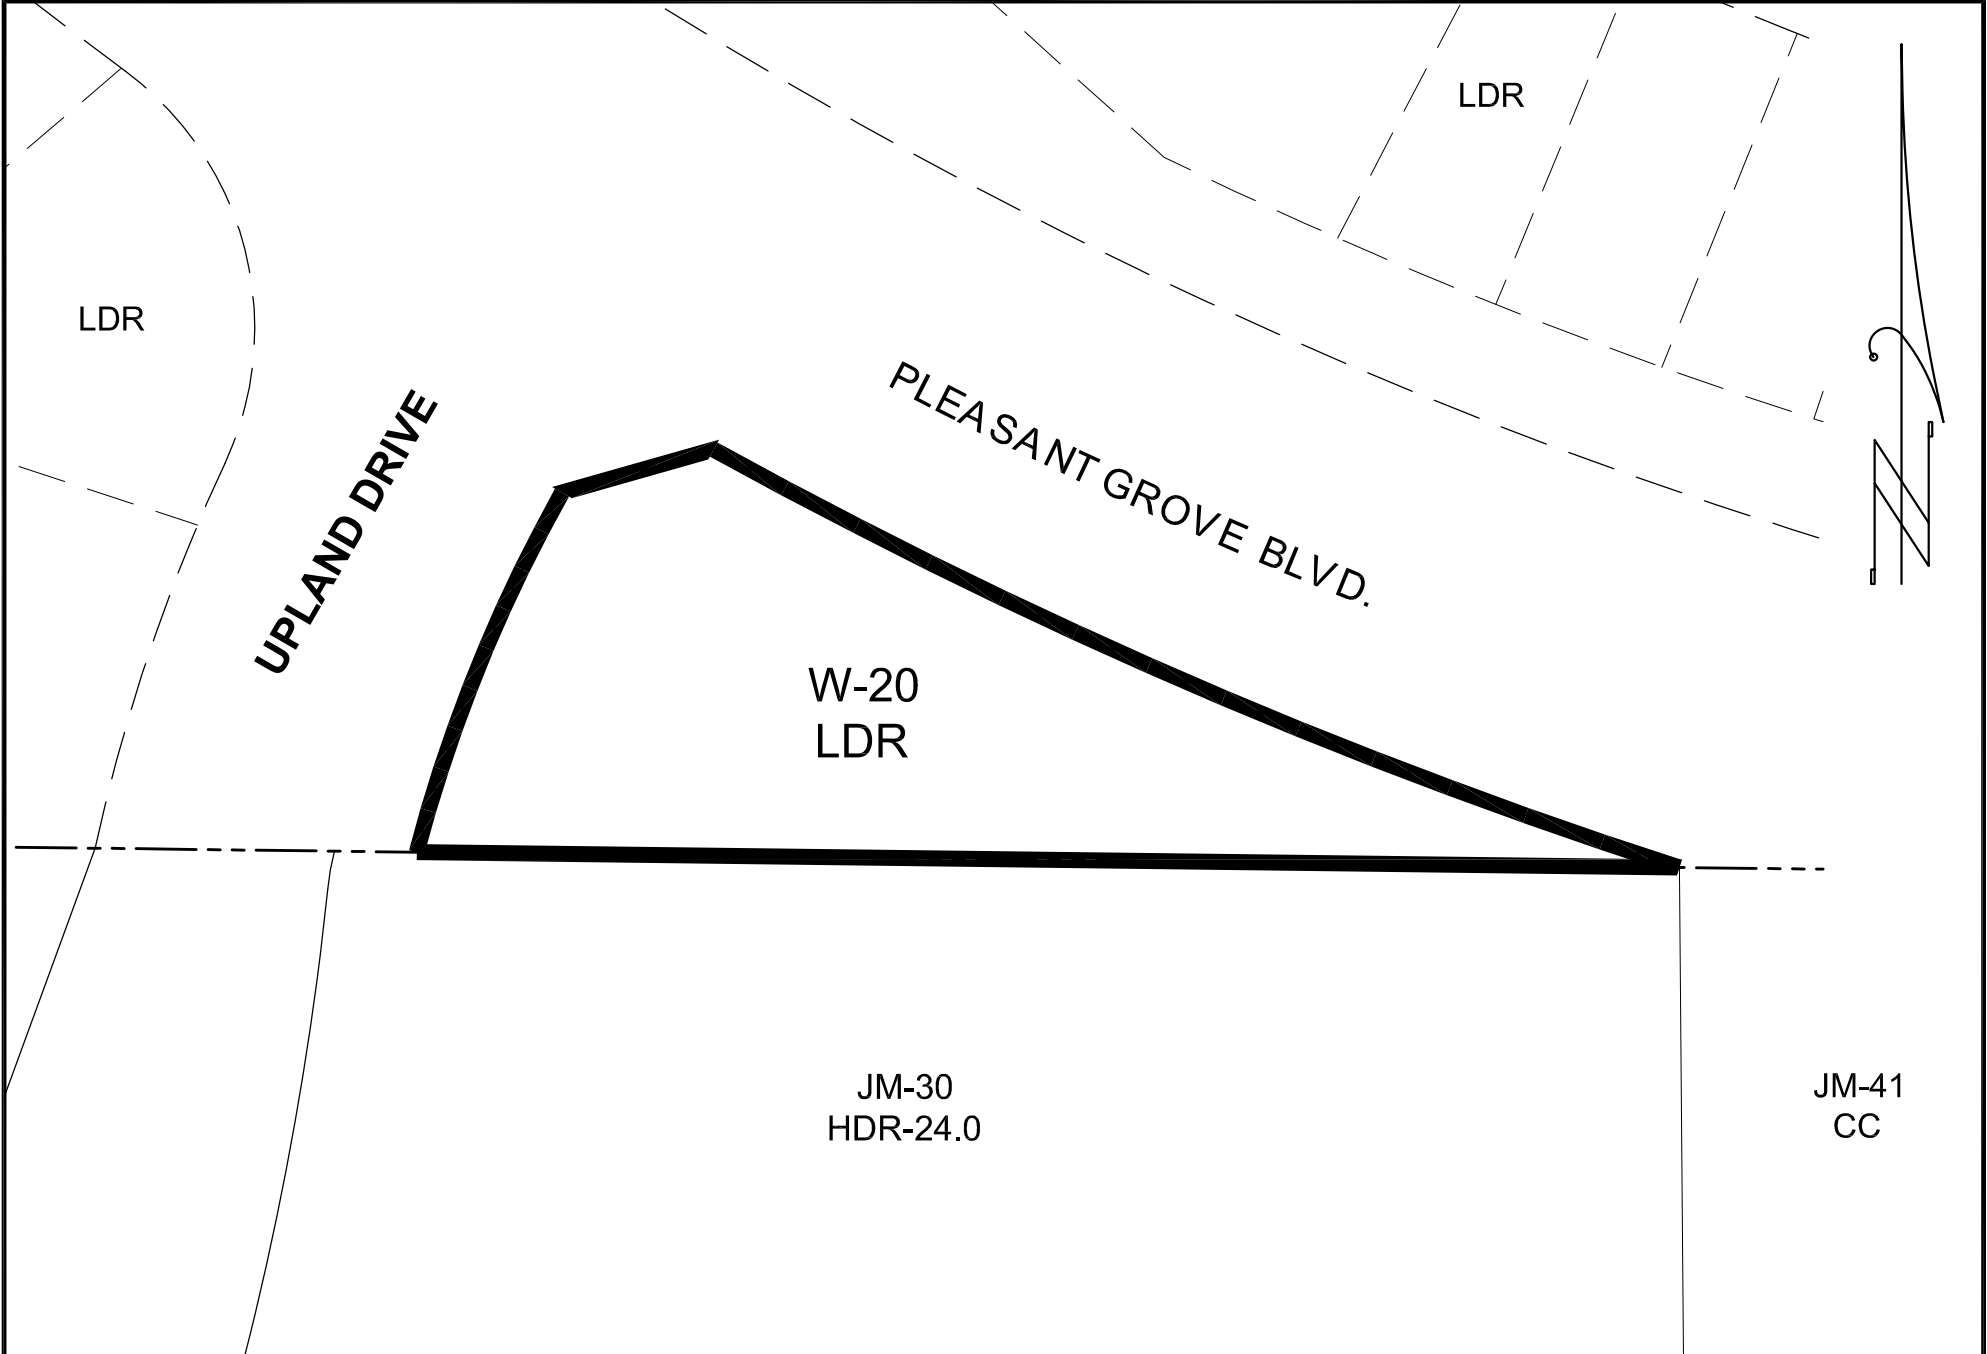 LDR
LDR
UPLAND DRIVE
PLEASANT GROVE BLVD.
W-20
LDR
JM-30
HDR-24.0
JM-41
CC
N